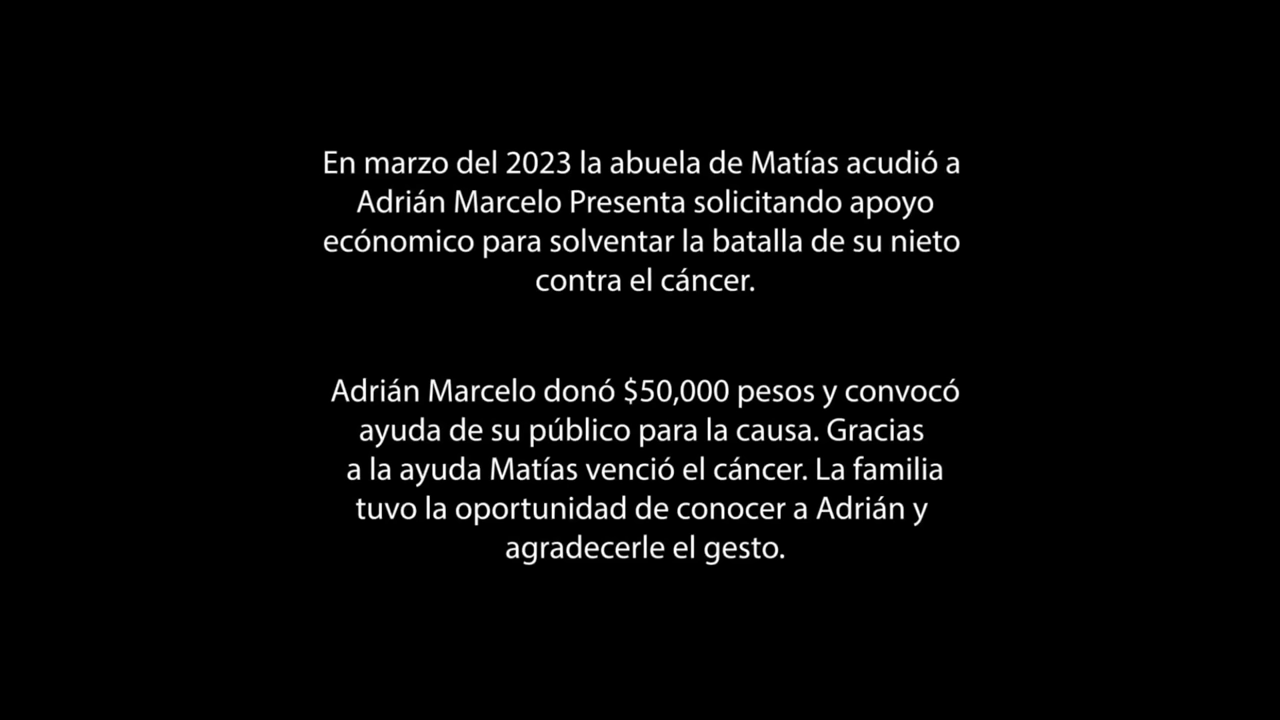 En marzo del 2023 la abuela de Matías acudió a
Adrián Marcelo Presenta solicitando apoyo
ecónomico para solventar la batalla de su nieto
contra el cáncer.
Adrián Marcelo donó $50,000 pesos y convocó
ayuda de su público para la causa. Gracias
a la ayuda Matías venció el cáncer. La familia
tuvo la oportunidad de conocer a Adrián y
agradecerle el gesto.